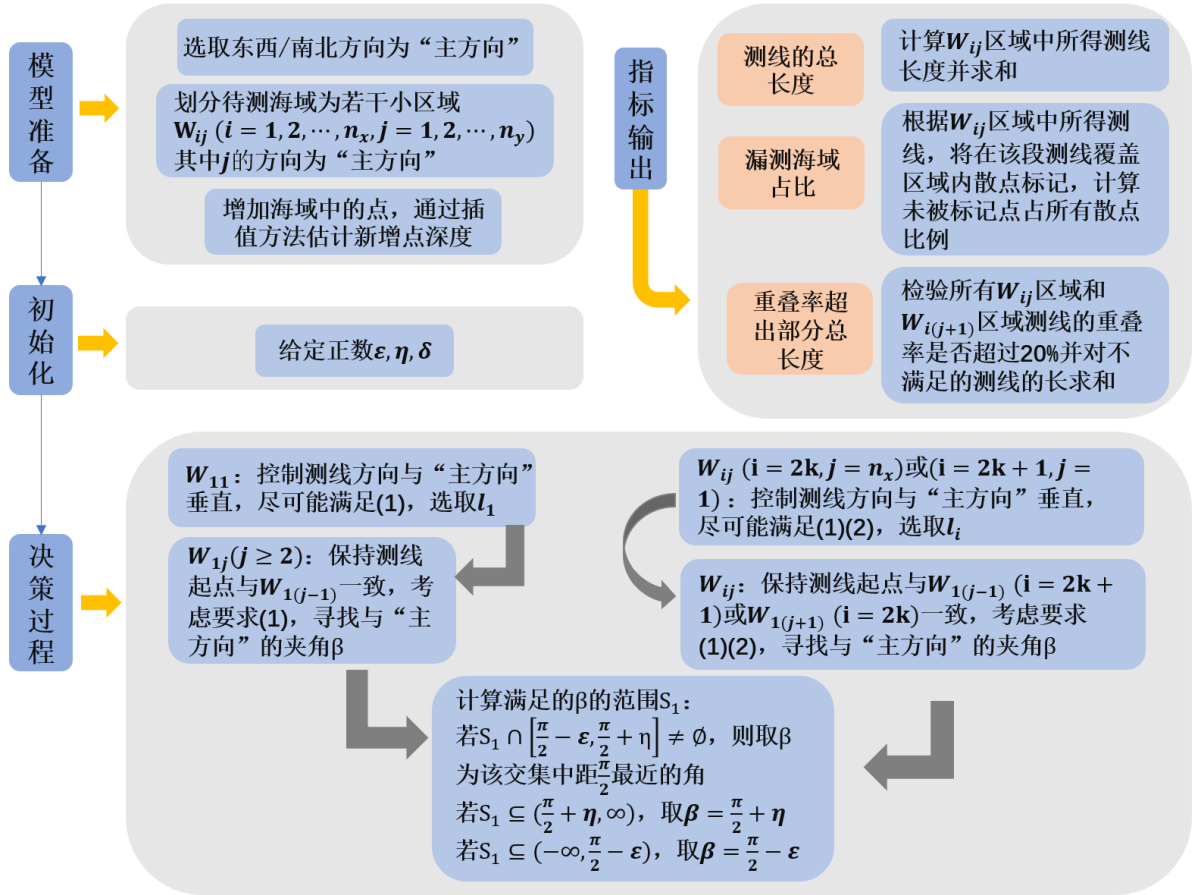 模型准备
选取东西/南北方向为“主方向”
划分待测海域为若干小区域
W_{ij} (i = 1, 2, ⋯, n_x, j = 1, 2, ⋯, n_y)
其中j的方向为“主方向”
增加海域中的点，通过插
值方法估计新增点深度
初始化
给定正数ε, η, δ
指标输出
测线的总
长度
计算W_{ij}区域中所得测线
长度并求和
漏测海域
占比
根据W_{ij}区域中所得测
线，将在该段测线覆盖
区域内散点标记，计算
未被标记点占所有散点
比例
重叠率超
出部分总
长度
检验所有W_{ij}区域和
W_{i(j+1)}区域测线的重叠
率是否超过20%并对不
满足的测线的长求和
决策过程
W_{11}：控制测线方向与“主方向”
垂直，尽可能满足(1)，选取l_1
W_{1j}(j ≥ 2)：保持测线
起点与W_{1(j−1)}一致，考
虑要求(1)，寻找与“主
方向”的夹角β
W_{ij} (i = 2k, j = n_x)或(i = 2k + 1, j =
1)：控制测线方向与“主方向”垂直，
尽可能满足(1)(2)，选取l_i
W_{ij}：保持测线起点与W_{1(j−1)} (i = 2k +
1)或W_{1(j+1)} (i = 2k)一致，考虑要求
(1)(2)，寻找与“主方向”的夹角β
计算满足的β的范围S_1：
若S_1 ∩ [π/2 − ε, π/2 + η] ≠ ∅，则取β
为该交集中距π/2最近的角
若S_1 ⊆ (π/2 + η, ∞)，取β = π/2 + η
若S_1 ⊆ (−∞, π/2 − ε)，取β = π/2 − ε